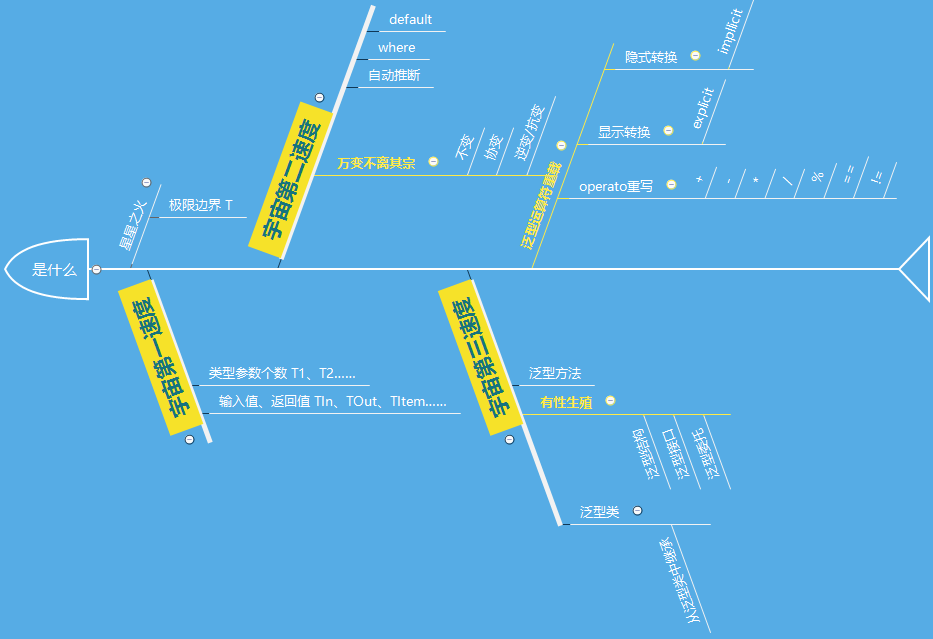 是什么
星星之火
极限边界 T
宇宙第一速度
类型参数个数 T1、T2……
输入值、返回值 TIn、TOut、TItem……
宇宙第二速度
default
where
自动推断
万变不离其宗
不变
协变
逆变/抗变
宇宙第三速度
泛型方法
有性生殖
泛型结构
泛型接口
泛型委托
泛型类
从泛型类中继承
泛型运算符重载
隐式转换
impllicit
显示转换
explicit
operato重写
+
-
*
/
%
==
!=